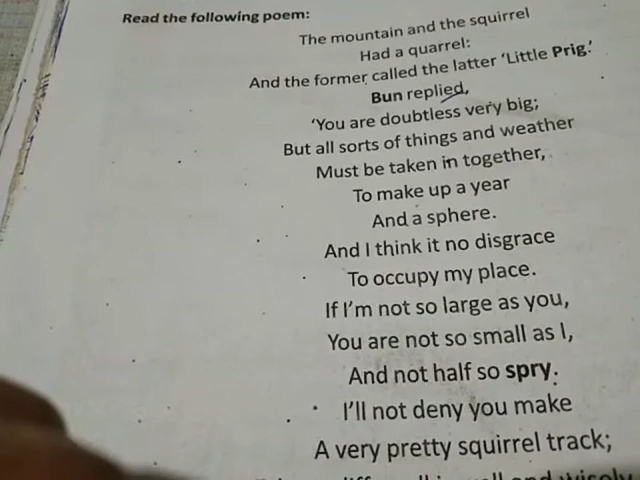 Read the following poem:
The mountain and the squirrel
Had a quarrel:
And the former called the latter ‘Little Prig.’
Bun replied,
‘You are doubtless very big;
But all sorts of things and weather
Must be taken in together,
To make up a year
And a sphere.
And I think it no disgrace
To occupy my place.
If I’m not so large as you,
You are not so small as I,
And not half so spry.
I’ll not deny you make
A very pretty squirrel track;
well and wisely